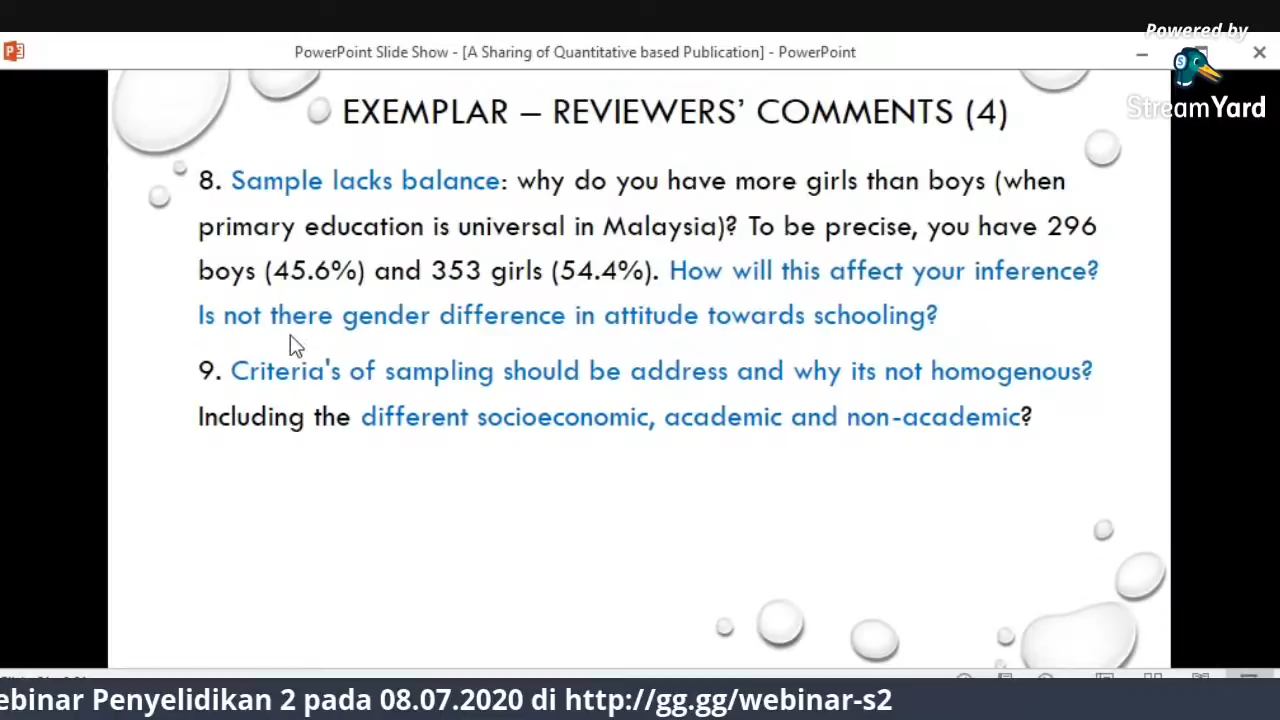 Powered by
PowerPoint Slide Show - [A Sharing of Quantitative based Publication] - PowerPoint
StreamYard
EXEMPLAR – REVIEWERS' COMMENTS (4)
8. Sample lacks balance: why do you have more girls than boys (when
primary education is universal in Malaysia)? To be precise, you have 296
boys (45.6%) and 353 girls (54.4%). How will this affect your inference?
Is not there gender difference in attitude towards schooling?
9. Criteria's of sampling should be address and why its not homogenous?
Including the different socioeconomic, academic and non-academic?
ebinar Penyelidikan 2 pada 08.07.2020 di http://gg.gg/webinar-s2